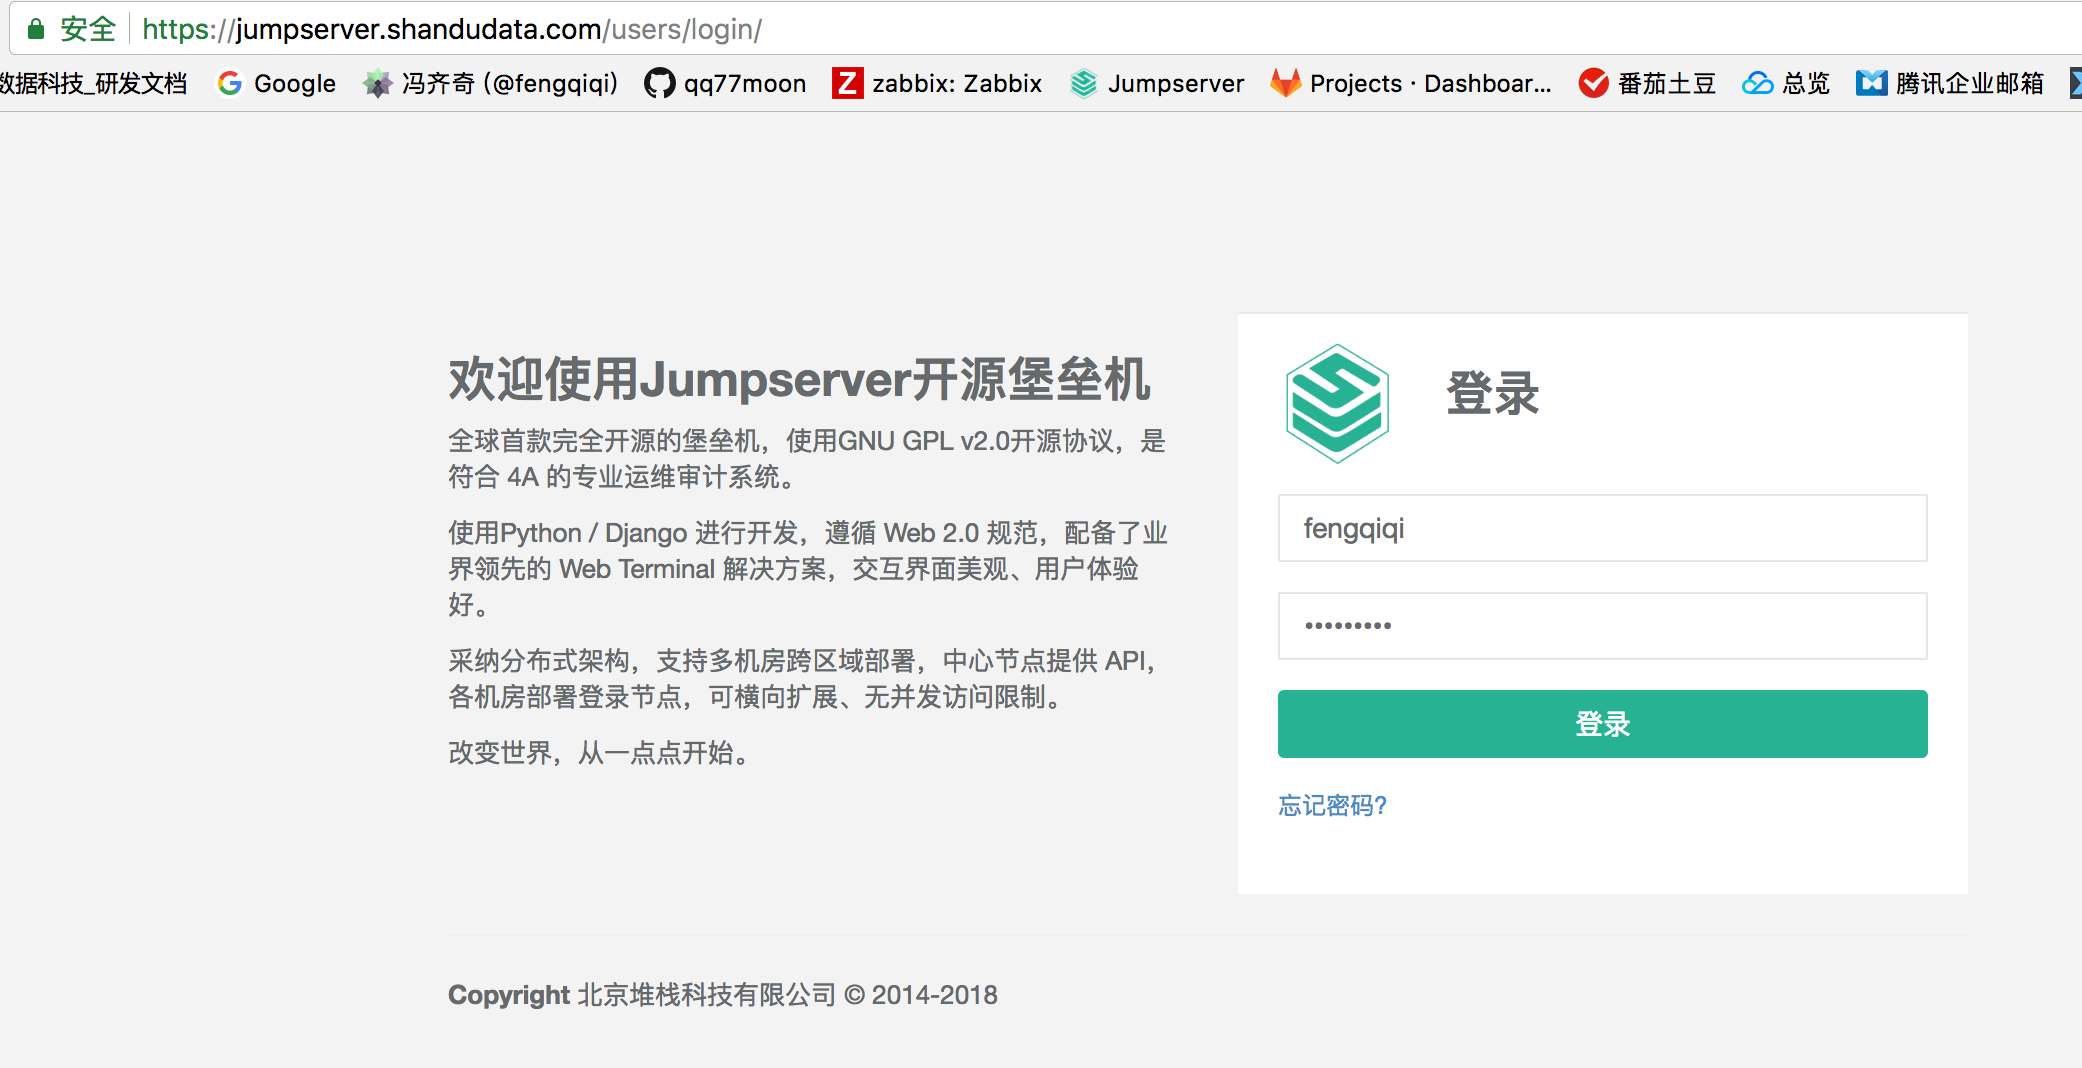 安全 https://jumpserver.shandudata.com/users/login/
数据科技_研发文档 Google 冯齐奇 (@fengqiqi) qq77moon Z zabbix: Zabbix Jumpserver Projects · Dashboar... 番茄土豆 总览 腾讯企业邮箱
欢迎使用Jumpserver开源堡垒机
全球首款完全开源的堡垒机，使用GNU GPL v2.0开源协议，是
符合 4A 的专业运维审计系统。
使用Python / Django 进行开发，遵循 Web 2.0 规范，配备了业
界领先的 Web Terminal 解决方案，交互界面美观、用户体验
好。
采纳分布式架构，支持多机房跨区域部署，中心节点提供 API，
各机房部署登录节点，可横向扩展、无并发访问限制。
改变世界，从一点点开始。
登录
fengqiqi
•••••••••
登录
忘记密码?
Copyright 北京堆栈科技有限公司 © 2014-2018